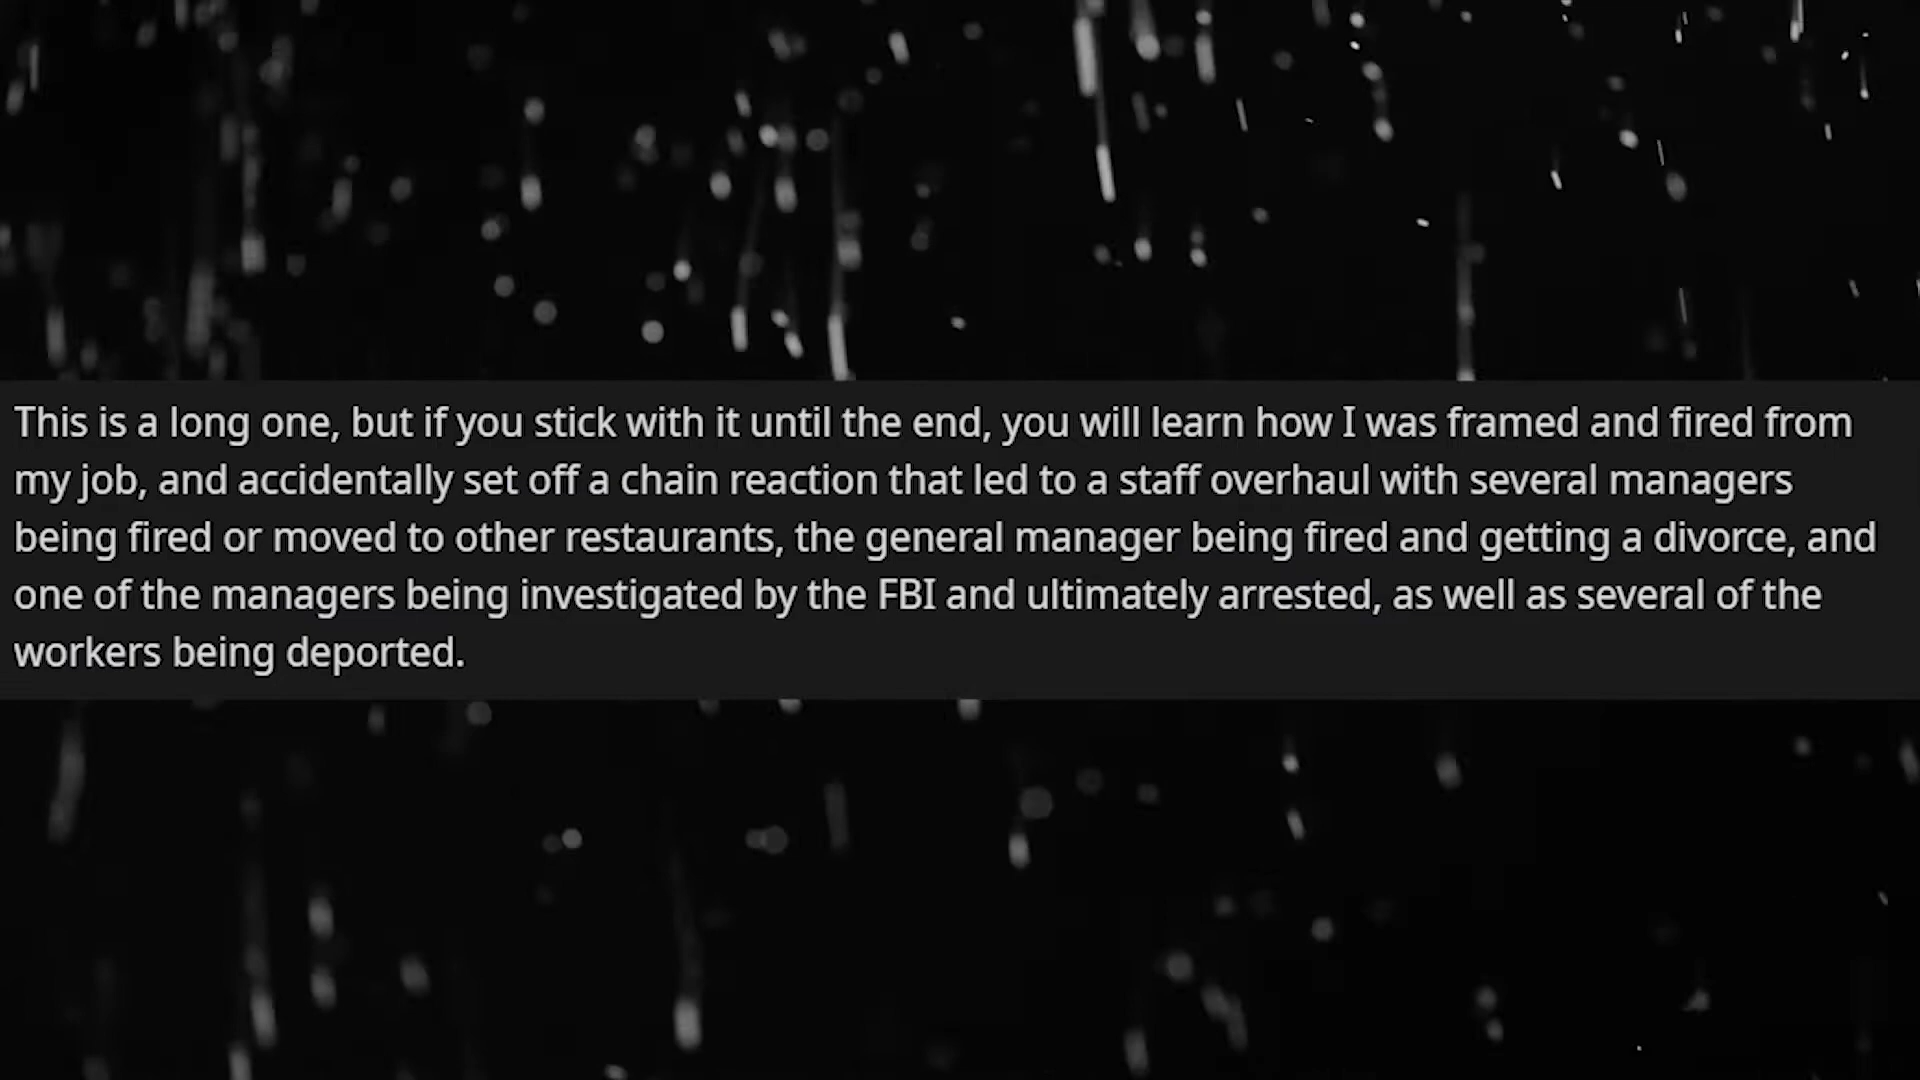 This is a long one, but if you stick with it until the end, you will learn how I was framed and fired from
my job, and accidentally set off a chain reaction that led to a staff overhaul with several managers
being fired or moved to other restaurants, the general manager being fired and getting a divorce, and
one of the managers being investigated by the FBI and ultimately arrested, as well as several of the
workers being deported.